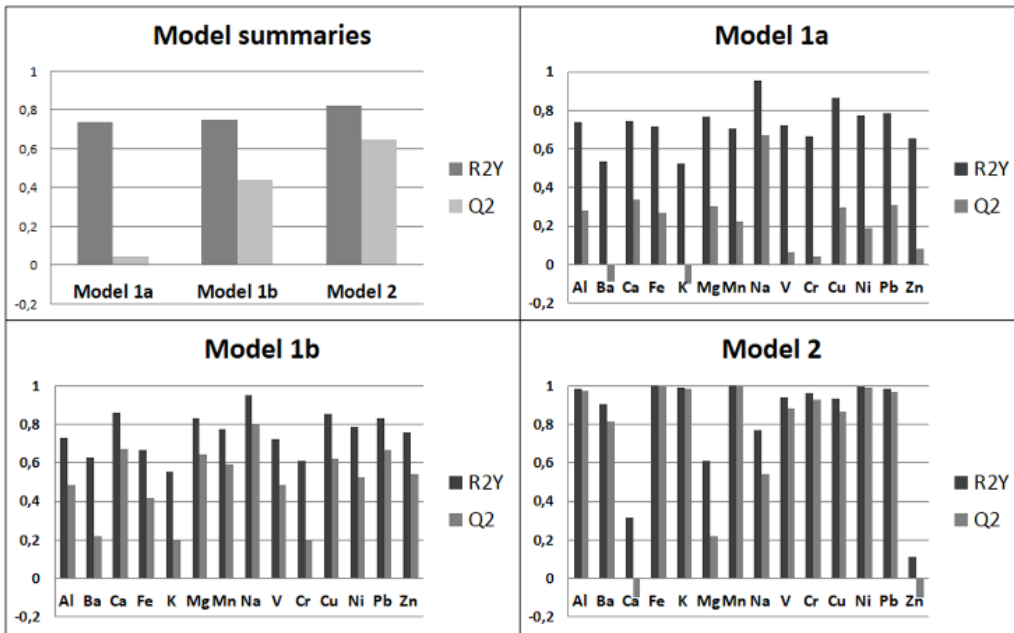 Model summaries
1
0,8
0,6
0,4
0,2
0
-0,2
Model 1a Model 1b Model 2
R2Y
Q2
Model 1a
1
0,8
0,6
0,4
0,2
0
-0,2
Al Ba Ca Fe K Mg Mn Na V Cr Cu Ni Pb Zn
R2Y
Q2
Model 1b
1
0,8
0,6
0,4
0,2
0
-0,2
Al Ba Ca Fe K Mg Mn Na V Cr Cu Ni Pb Zn
R2Y
Q2
Model 2
1
0,8
0,6
0,4
0,2
0
-0,2
Al Ba Ca Fe K Mg Mn Na V Cr Cu Ni Pb Zn
R2Y
Q2